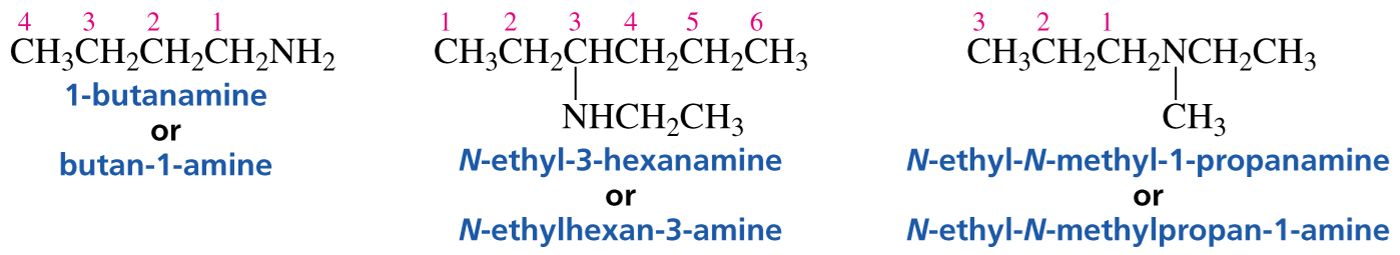 4 3 2 1
CH3CH2CH2CH2NH2
1-butanamine
or
butan-1-amine
1 2 3 4 5 6
CH3CH2CHCH2CH2CH3
NHCH2CH3
N-ethyl-3-hexanamine
or
N-ethylhexan-3-amine
3 2 1
CH3CH2CH2NCH2CH3
CH3
N-ethyl-N-methyl-1-propanamine
or
N-ethyl-N-methylpropan-1-amine